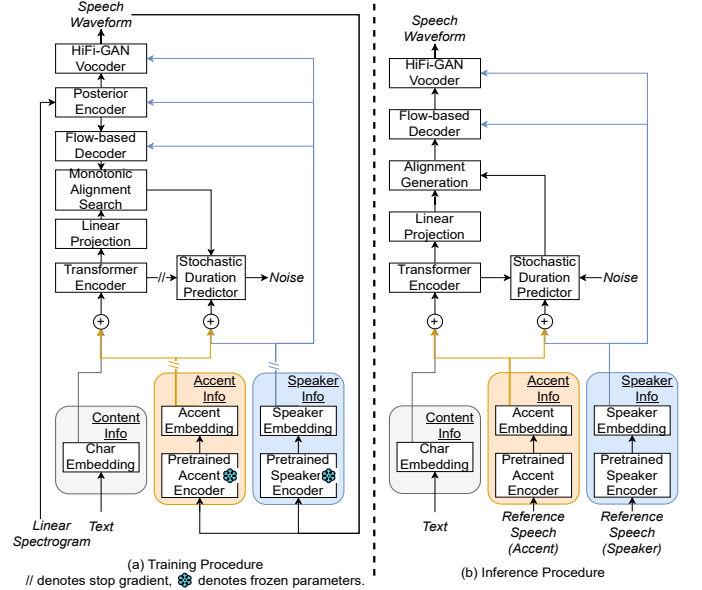 Speech
Waveform
HiFi-GAN
Vocoder
Posterior
Encoder
Flow-based
Decoder
Monotonic
Alignment
Search
Linear
Projection
Transformer
Encoder
//
Stochastic
Duration
Predictor
Noise
+
+
//
//
Content
Info
Char
Embedding
Accent
Info
Accent
Embedding
Pretrained
Accent
Encoder
Speaker
Info
Speaker
Embedding
Pretrained
Speaker
Encoder
Linear
Spectrogram
Text
(a) Training Procedure
// denotes stop gradient, denotes frozen parameters.
Speech
Waveform
HiFi-GAN
Vocoder
Flow-based
Decoder
Alignment
Generation
Linear
Projection
Transformer
Encoder
Stochastic
Duration
Predictor
Noise
+
+
Content
Info
Char
Embedding
Accent
Info
Accent
Embedding
Pretrained
Accent
Encoder
Speaker
Info
Speaker
Embedding
Pretrained
Speaker
Encoder
Text
Reference
Speech
(Accent)
Reference
Speech
(Speaker)
(b) Inference Procedure